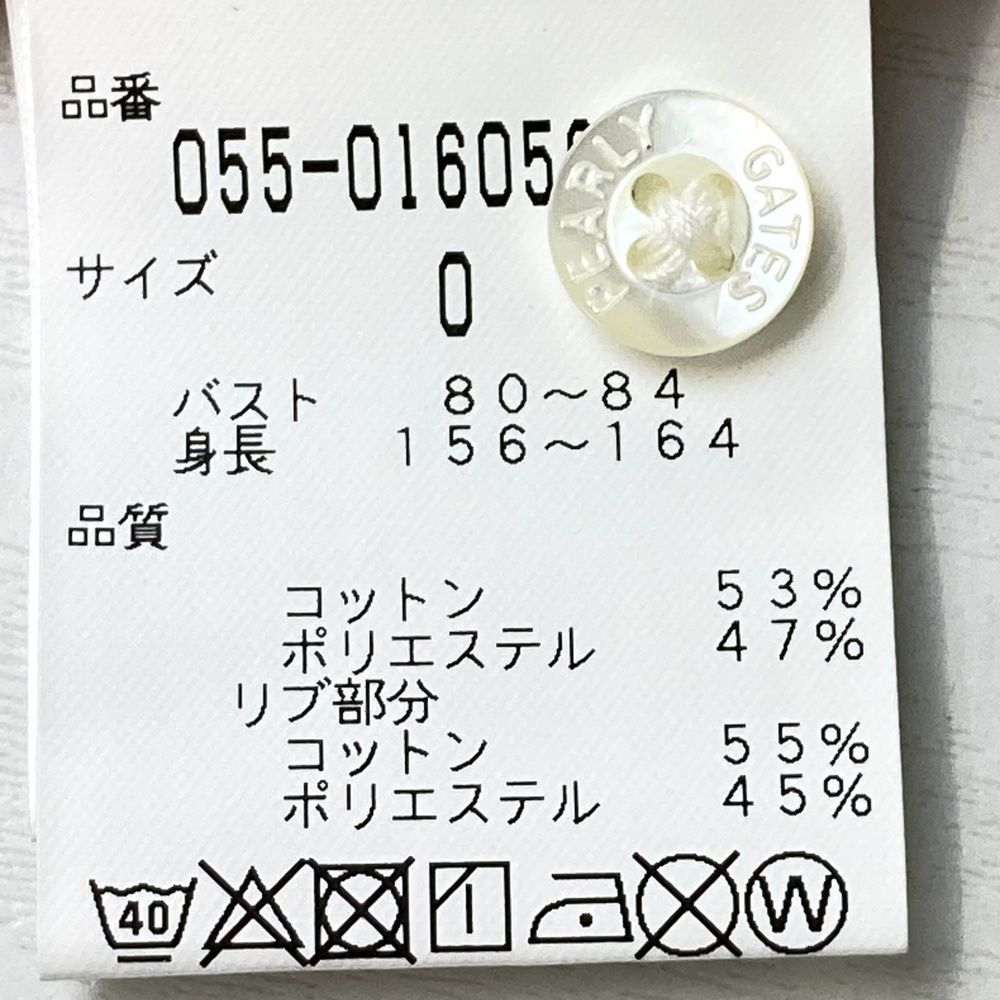 品番
055-01605
PEARLY GATES
サイズ 0
バスト 80〜84
身長 156〜164
品質
コットン 53%
ポリエステル 47%
リブ部分
コットン 55%
ポリエステル 45%
40
W